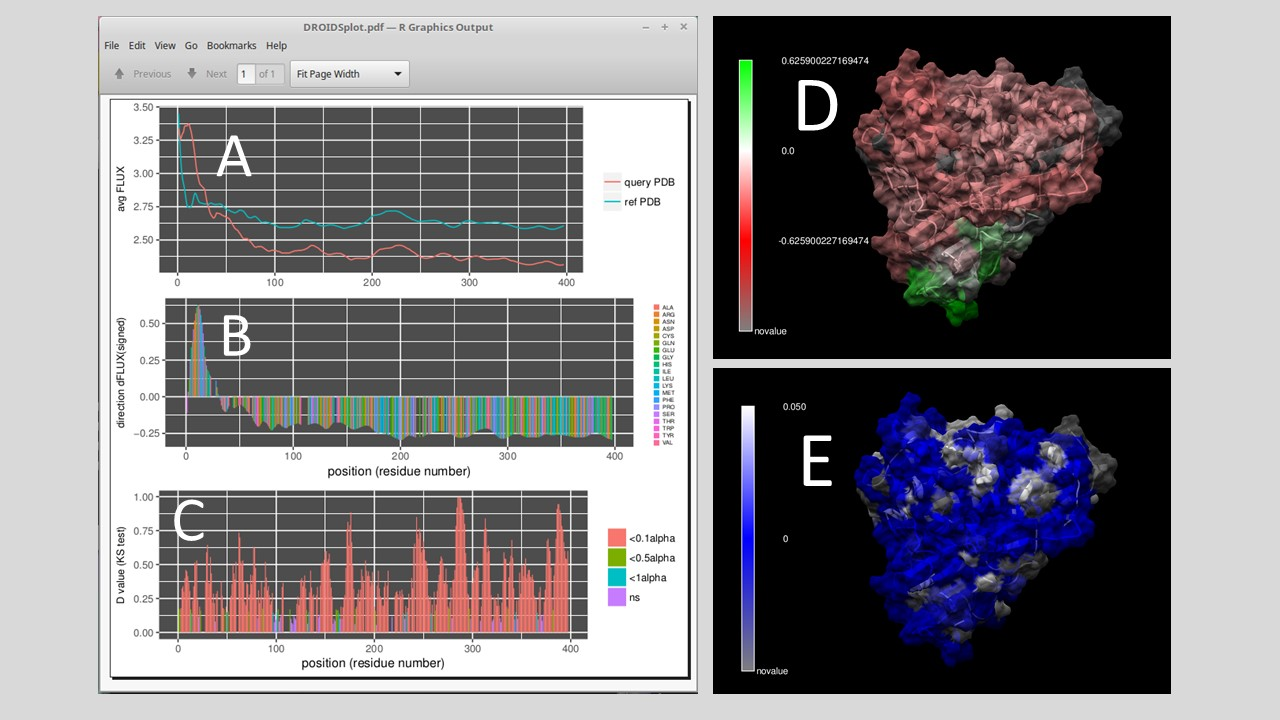 DROIDSplot.pdf — R Graphics Output
File Edit View Go Bookmarks Help
Previous Next 1 of 1 Fit Page Width
A
3.50
3.25
3.00
2.75
2.50
avg FLUX
0 100 200 300 400
query PDB
ref PDB
B
0.50
0.25
0.00
−0.25
direction dFLUX(signed)
0 100 200 300 400
position (residue number)
ALA
ARG
ASN
ASP
CYS
GLN
GLU
GLY
HIS
ILE
LEU
LYS
MET
PHE
PRO
SER
THR
TRP
TYR
VAL
C
1.00
0.75
0.50
0.25
0.00
D value (KS test)
0 100 200 300 400
position (residue number)
<0.1alpha
<0.5alpha
<1alpha
ns
D
0.625900227169474
0.0
-0.625900227169474
novalue
E
0.050
0
novalue